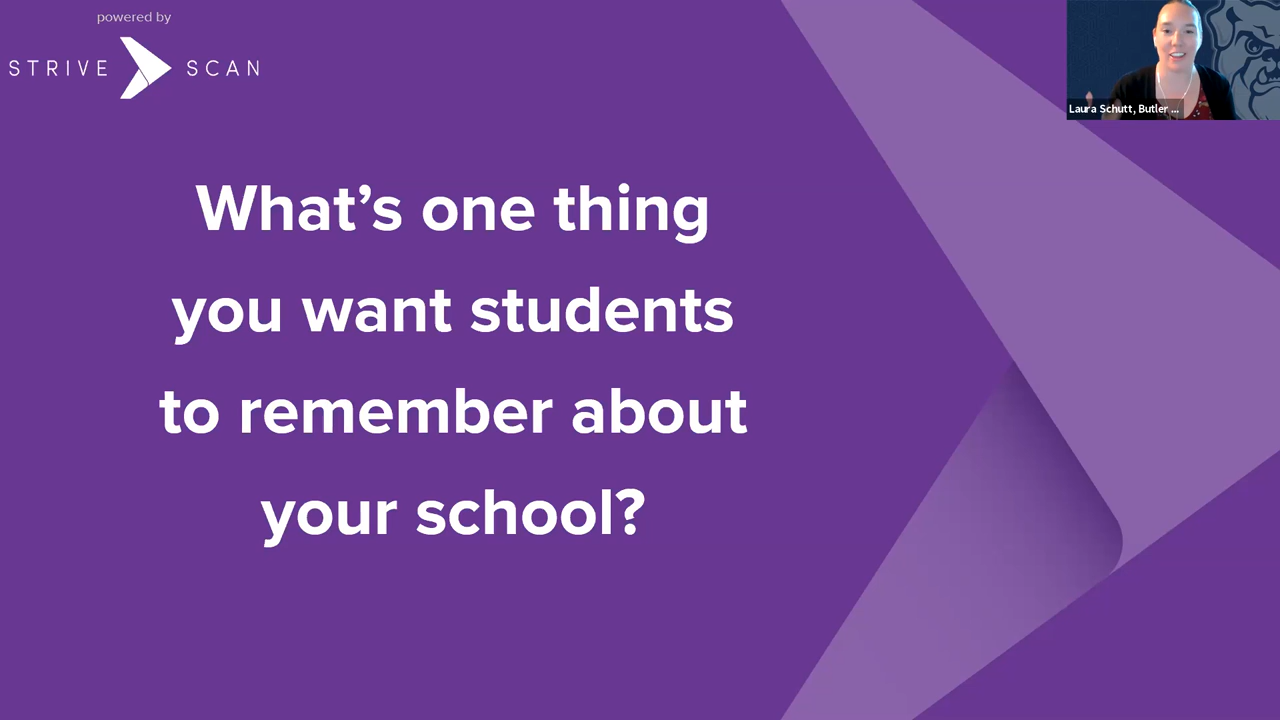 powered by
STRIVE SCAN
Laura Schutt, Butler ...
What's one thing
you want students
to remember about
your school?